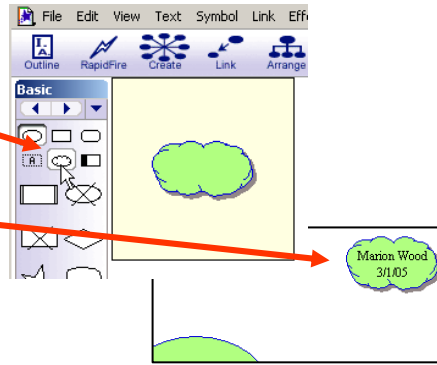 File Edit View Text Symbol Link Eff
I. A.
Outline RapidFire Create Link Arrange
Basic
A
Marion Wood
3/1/05